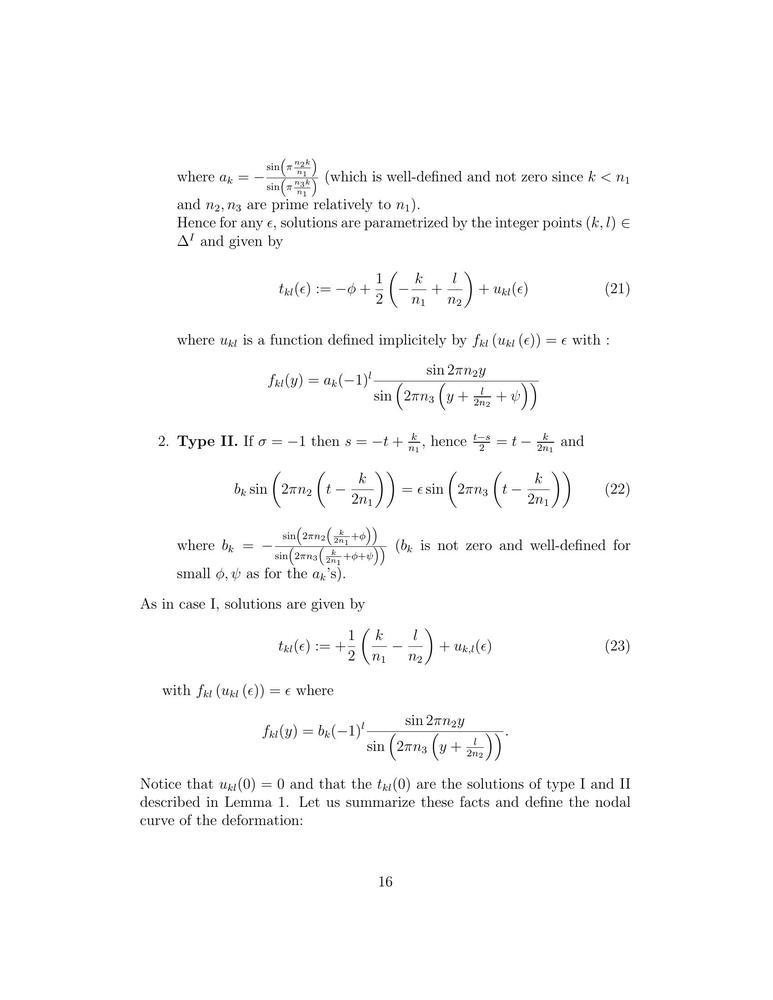 where $a_k = -\frac{\sin\left(\pi \frac{n_2 k}{n_1}\right)}{\sin\left(\pi \frac{n_3 k}{n_1}\right)}$ (which is well-defined and not zero since $k < n_1$
and $n_2, n_3$ are prime relatively to $n_1$).
Hence for any $\epsilon$, solutions are parametrized by the integer points $(k, l) \in$
$\Delta^I$ and given by
$t_{kl}(\epsilon) := -\phi + \frac{1}{2}\left(-\frac{k}{n_1} + \frac{l}{n_2}\right) + u_{kl}(\epsilon)$ (21)
where $u_{kl}$ is a function defined implicitely by $f_{kl}\left(u_{kl}\left(\epsilon\right)\right) = \epsilon$ with :
$f_{kl}(y) = a_k(-1)^l \frac{\sin 2\pi n_2 y}{\sin\left(2\pi n_3\left(y + \frac{l}{2n_2} + \psi\right)\right)}$
2. Type II. If $\sigma = -1$ then $s = -t + \frac{k}{n_1}$, hence $\frac{t-s}{2} = t - \frac{k}{2n_1}$ and
$b_k \sin\left(2\pi n_2\left(t - \frac{k}{2n_1}\right)\right) = \epsilon \sin\left(2\pi n_3\left(t - \frac{k}{2n_1}\right)\right)$ (22)
where $b_k = -\frac{\sin\left(2\pi n_2\left(\frac{k}{2n_1}+\phi\right)\right)}{\sin\left(2\pi n_3\left(\frac{k}{2n_1}+\phi+\psi\right)\right)}$ ($b_k$ is not zero and well-defined for
small $\phi, \psi$ as for the $a_k$'s).
As in case I, solutions are given by
$t_{kl}(\epsilon) := +\frac{1}{2}\left(\frac{k}{n_1} - \frac{l}{n_2}\right) + u_{k,l}(\epsilon)$ (23)
with $f_{kl}\left(u_{kl}\left(\epsilon\right)\right) = \epsilon$ where
$f_{kl}(y) = b_k(-1)^l \frac{\sin 2\pi n_2 y}{\sin\left(2\pi n_3\left(y + \frac{l}{2n_2}\right)\right)}.$
Notice that $u_{kl}(0) = 0$ and that the $t_{kl}(0)$ are the solutions of type I and II
described in Lemma 1. Let us summarize these facts and define the nodal
curve of the deformation:
16